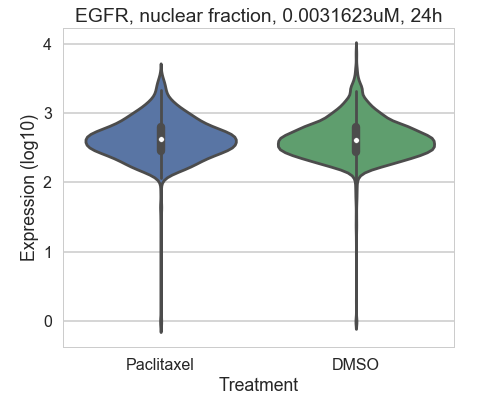 EGFR, nuclear fraction, 0.0031623uM, 24h
Expression (log10)
4
3
2
1
0
Paclitaxel
DMSO
Treatment